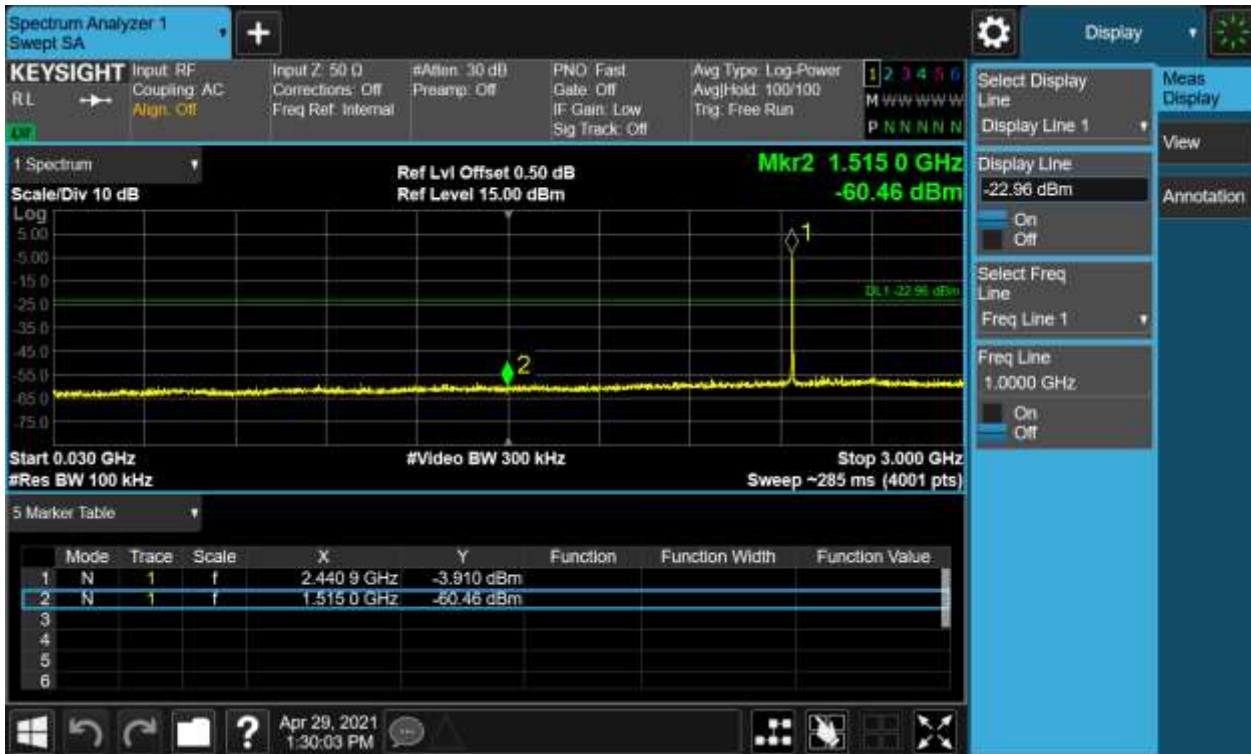 Spectrum Analyzer 1
Swept SA
+
Display
KEYSIGHT
RL
Input: RF
Coupling: AC
Align: Off
Input Z: 50 Ω
Corrections: Off
Freq Ref: Internal
#Atten: 30 dB
Preamp: Off
PNO: Fast
Gate: Off
IF Gain: Low
Sig Track: Off
Avg Type: Log-Power
Avg|Hold: 100/100
Trig: Free Run
1 2 3 4 5 6
M W W W W W
P N N N N N
Select Display
Line
Display Line 1
Display Line
-22.96 dBm
On
Off
Select Freq
Line
Freq Line 1
Freq Line
1.0000 GHz
On
Off
Meas
Display
View
Annotation
1 Spectrum
Scale/Div 10 dB
Ref Lvl Offset 0.50 dB
Ref Level 15.00 dBm
Mkr2 1.515 0 GHz
-60.46 dBm
Log
5.00
-5.00
-15.0
-25.0
-35.0
-45.0
-55.0
-65.0
-75.0
1
2
DL1 -22.96 dBm
Start 0.030 GHz
#Video BW 300 kHz
Stop 3.000 GHz
#Res BW 100 kHz
Sweep ~285 ms (4001 pts)
5 Marker Table
Mode Trace Scale X Y Function Function Width Function Value
1 N 1 f 2.440 9 GHz -3.910 dBm
2 N 1 f 1.515 0 GHz -60.46 dBm
3
4
5
6
?
Apr 29, 2021
1:30:03 PM